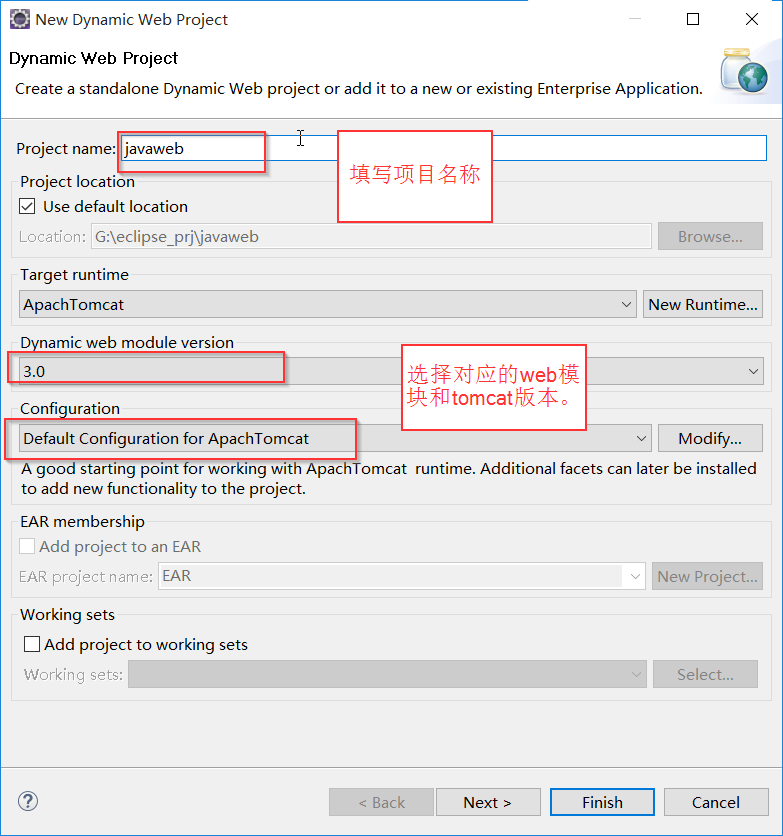 New Dynamic Web Project
Dynamic Web Project
Create a standalone Dynamic Web project or add it to a new or existing Enterprise Application.
Project name: javaweb
填写项目名称
Project location
Use default location
Location: G:\eclipse_prj\javaweb Browse...
Target runtime
ApachTomcat New Runtime...
Dynamic web module version
3.0
选择对应的web模
块和tomcat版本。
Configuration
Default Configuration for ApachTomcat Modify...
A good starting point for working with ApachTomcat runtime. Additional facets can later be installed
to add new functionality to the project.
EAR membership
Add project to an EAR
EAR project name: EAR New Project...
Working sets
Add project to working sets
Working sets: Select...
? < Back Next > Finish Cancel